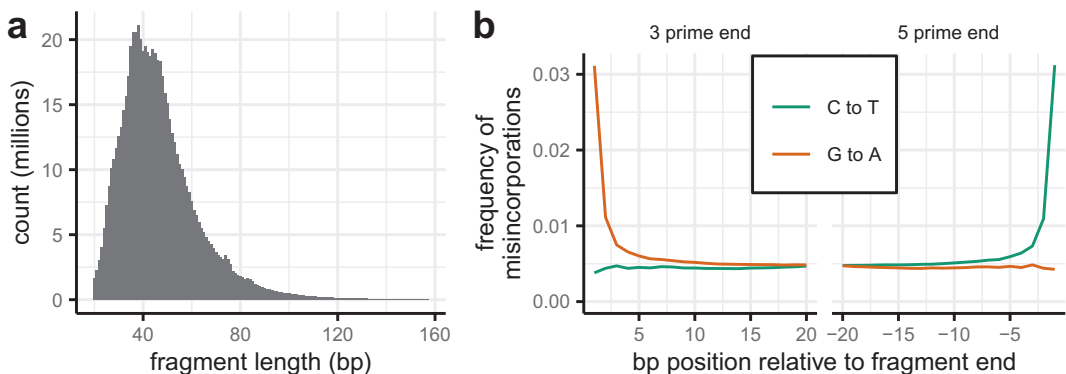 a
count (millions)
20
15
10
5
0
40
80
120
160
fragment length (bp)
b
3 prime end
5 prime end
frequency of
misincorporations
0.03
0.02
0.01
0.00
C to T
G to A
5
10
15
20
-20
-15
-10
-5
bp position relative to fragment end